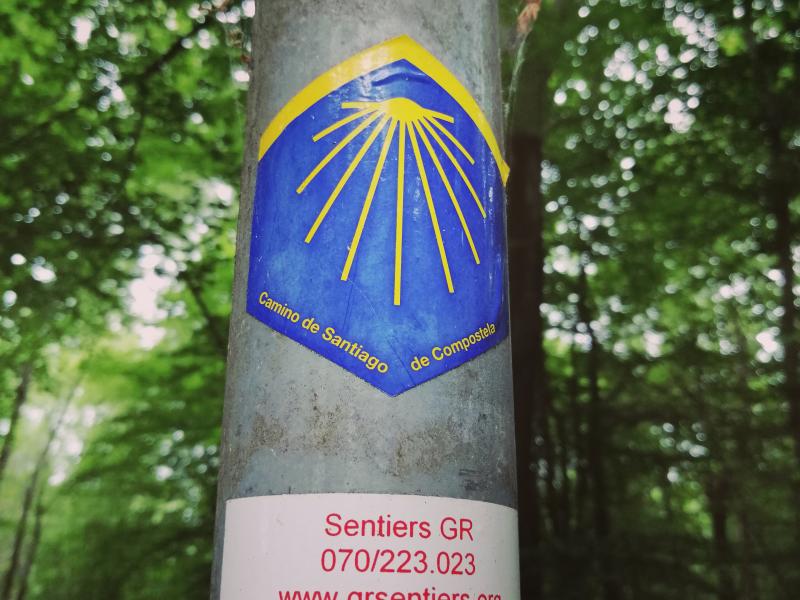 Camino de Santiago de Compostela
Sentiers GR
070/223.023
www.grsentiers.org